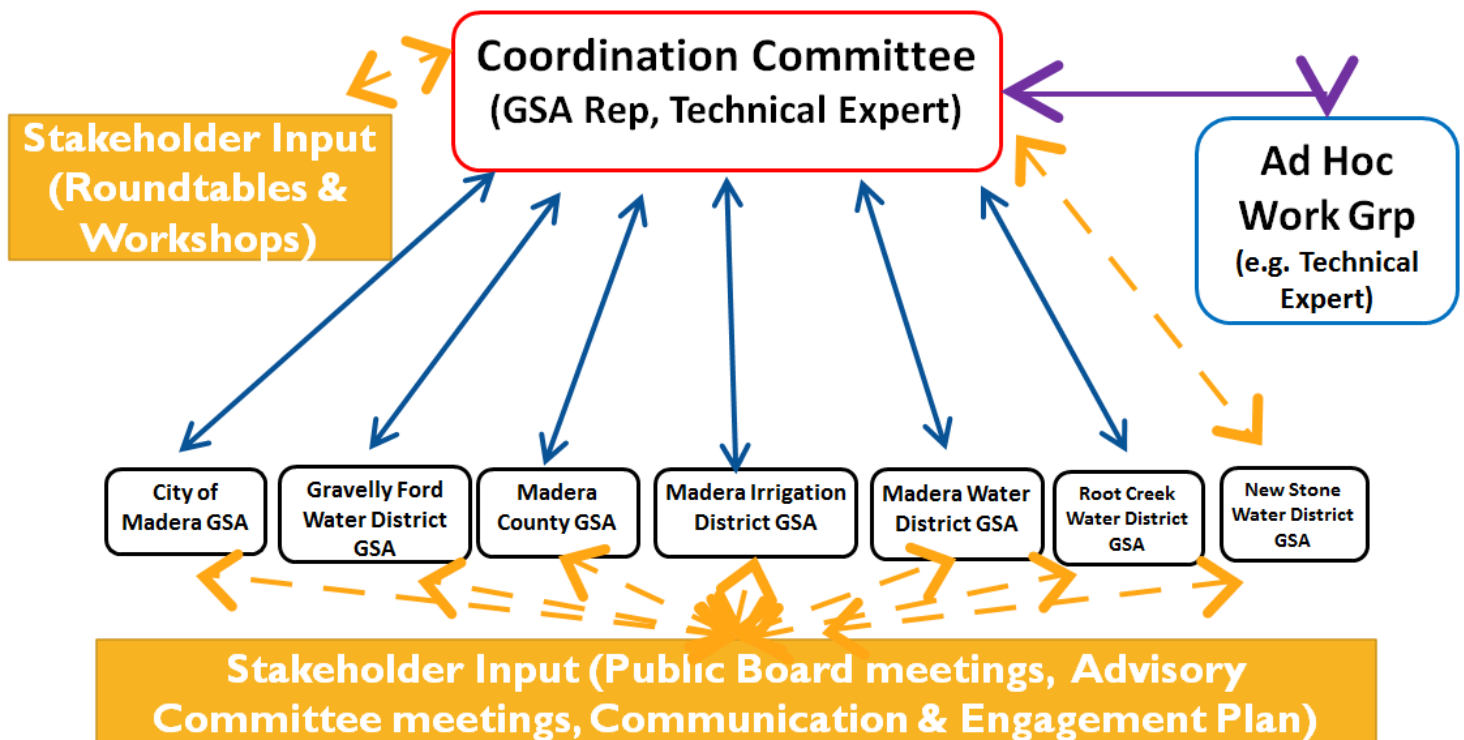 Coordination Committee
(GSA Rep, Technical Expert)
Stakeholder Input
(Roundtables &
Workshops)
Ad Hoc
Work Grp
(e.g. Technical
Expert)
City of
Madera GSA
Gravelly Ford
Water District
GSA
Madera
County GSA
Madera Irrigation
District GSA
Madera Water
District GSA
Root Creek
Water District
GSA
New Stone
Water District
GSA
Stakeholder Input (Public Board meetings, Advisory
Committee meetings, Communication & Engagement Plan)